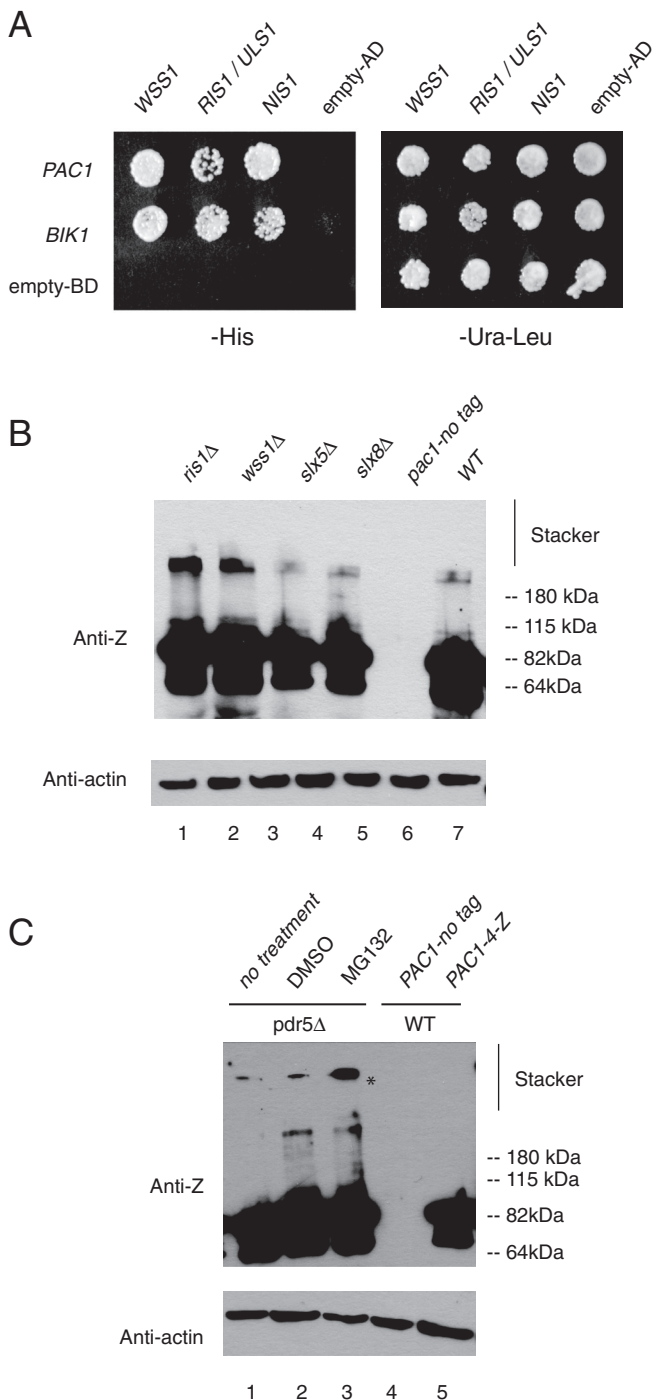 A
WSS1 RIS1 / ULS1 NIS1 empty-AD WSS1 RIS1 / ULS1 NIS1 empty-AD
PAC1
BIK1
empty-BD
-His -Ura-Leu
B
ris1Δ wss1Δ slx5Δ slx8Δ pac1-no tag WT
Stacker
-- 180 kDa
-- 115 kDa
Anti-Z
-- 82kDa
-- 64kDa
Anti-actin
1 2 3 4 5 6 7
C
no treatment DMSO MG132 PAC1-no tag PAC1-4-Z
pdr5Δ WT
Stacker
*
-- 180 kDa
-- 115 kDa
Anti-Z
-- 82kDa
-- 64kDa
Anti-actin
1 2 3 4 5